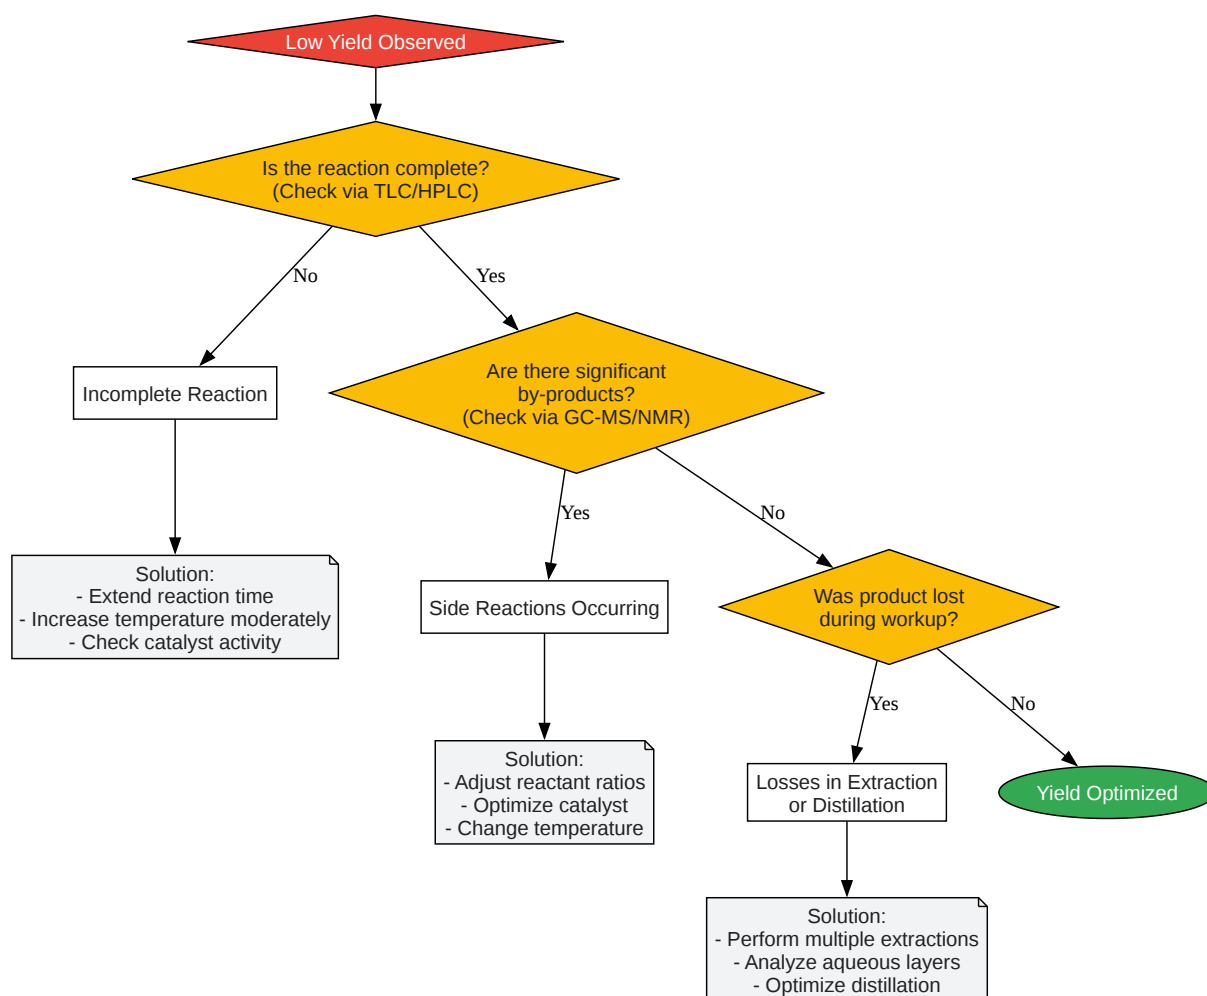 Low Yield Observed
Is the reaction complete?
(Check via TLC/HPLC)
No
Yes
Incomplete Reaction
Are there significant
by-products?
(Check via GC-MS/NMR)
Solution:
- Extend reaction time
- Increase temperature moderately
- Check catalyst activity
Yes
No
Side Reactions Occurring
Was product lost
during workup?
Solution:
- Adjust reactant ratios
- Optimize catalyst
- Change temperature
Yes
No
Losses in Extraction
or Distillation
Yield Optimized
Solution:
- Perform multiple extractions
- Analyze aqueous layers
- Optimize distillation